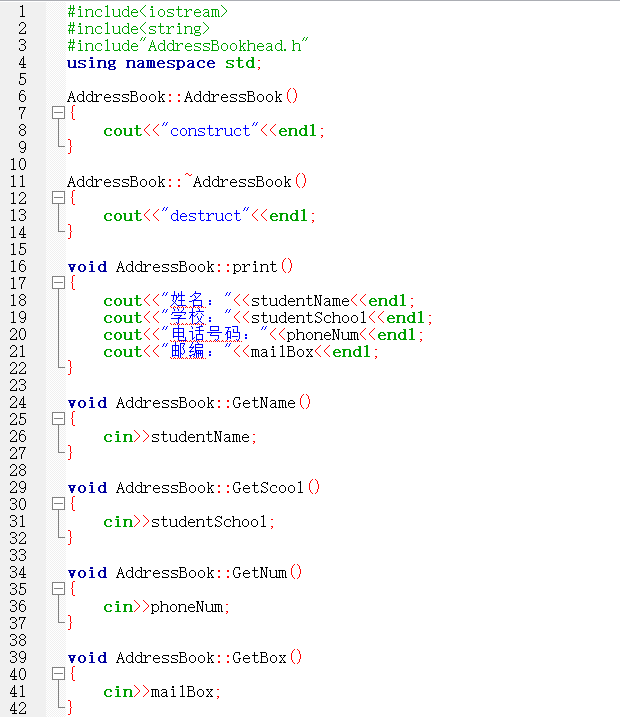 1 #include<iostream>
2 #include<string>
3 #include"AddressBookhead.h"
4 using namespace std;
5
6 AddressBook::AddressBook()
7 {
8 cout<<"construct"<<endl;
9 }
10
11 AddressBook::~AddressBook()
12 {
13 cout<<"destruct"<<endl;
14 }
15
16 void AddressBook::print()
17 {
18 cout<<"姓名："<<studentName<<endl;
19 cout<<"学校："<<studentSchool<<endl;
20 cout<<"电话号码："<<phoneNum<<endl;
21 cout<<"邮编："<<mailBox<<endl;
22 }
23
24 void AddressBook::GetName()
25 {
26 cin>>studentName;
27 }
28
29 void AddressBook::GetScool()
30 {
31 cin>>studentSchool;
32 }
33
34 void AddressBook::GetNum()
35 {
36 cin>>phoneNum;
37 }
38
39 void AddressBook::GetBox()
40 {
41 cin>>mailBox;
42 }